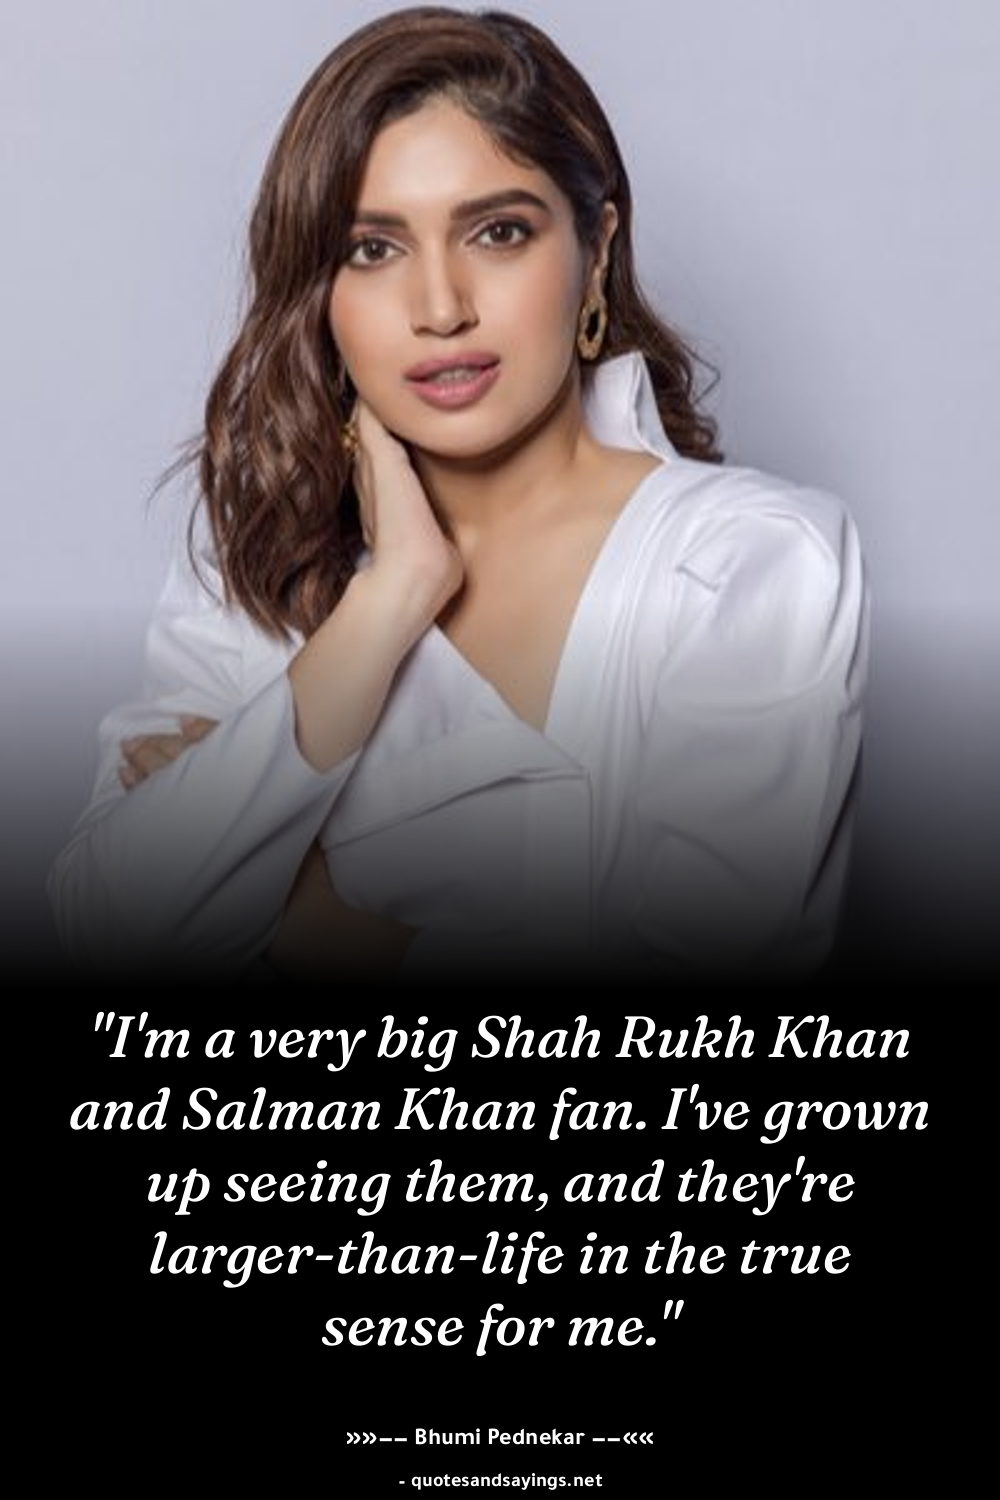 "I'm a very big Shah Rukh Khan
and Salman Khan fan. I've grown
up seeing them, and they're
larger-than-life in the true
sense for me."
»»–– Bhumi Pednekar ––««
- quotesandsayings.net